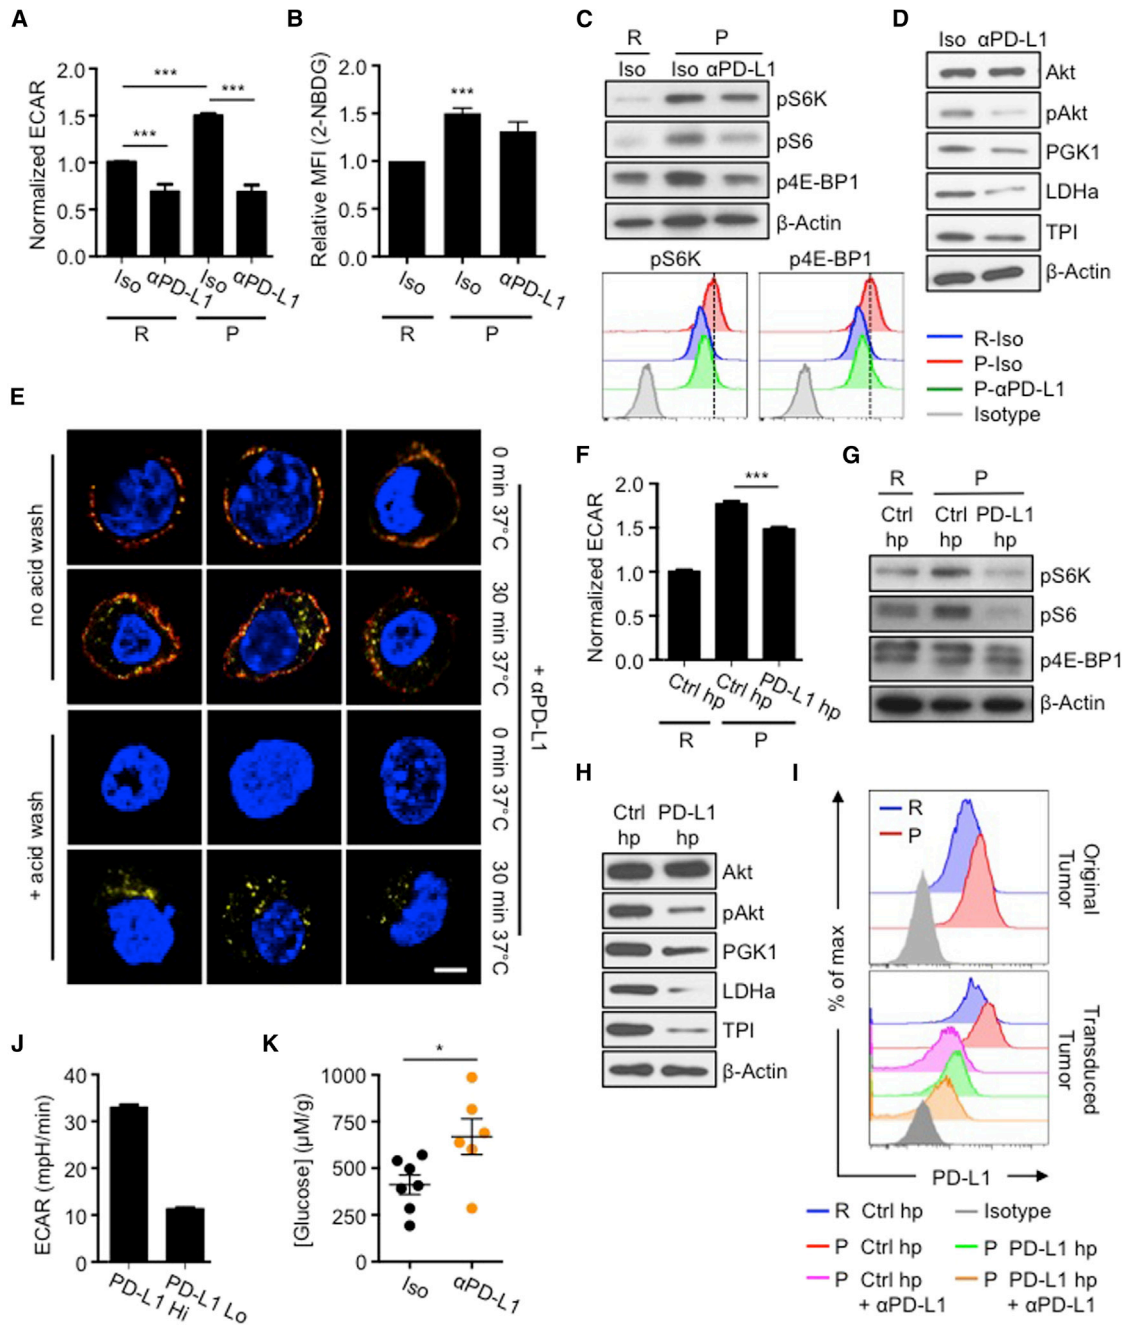 A
Normalized ECAR
2.0
1.5
1.0
0.5
0.0
***
***
***
Iso
αPD-L1
Iso
αPD-L1
R
P
B
Relative MFI (2-NBDG)
2.0
1.5
1.0
0.5
0.0
***
Iso
Iso
αPD-L1
R
P
C
R
P
Iso
Iso αPD-L1
pS6K
pS6
p4E-BP1
β-Actin
pS6K
p4E-BP1
D
Iso αPD-L1
Akt
pAkt
PGK1
LDHa
TPI
β-Actin
R-Iso
P-Iso
P-αPD-L1
Isotype
E
no acid wash
+ acid wash
0 min 37°C
30 min 37°C
0 min 37°C
30 min 37°C
+ αPD-L1
F
Normalized ECAR
2.0
1.5
1.0
0.5
0.0
***
Ctrl hp
Ctrl hp
PD-L1 hp
R
P
G
R
P
Ctrl hp
Ctrl hp
PD-L1 hp
pS6K
pS6
p4E-BP1
β-Actin
H
Ctrl hp
PD-L1 hp
Akt
pAkt
PGK1
LDHa
TPI
β-Actin
I
R
P
Original Tumor
Transduced Tumor
% of max
PD-L1
R Ctrl hp
P Ctrl hp
P Ctrl hp
+ αPD-L1
Isotype
P PD-L1 hp
P PD-L1 hp
+ αPD-L1
J
ECAR (mpH/min)
40
30
20
10
0
PD-L1 Hi
PD-L1 Lo
K
[Glucose] (μM/g)
1000
750
500
250
0
*
Iso
αPD-L1